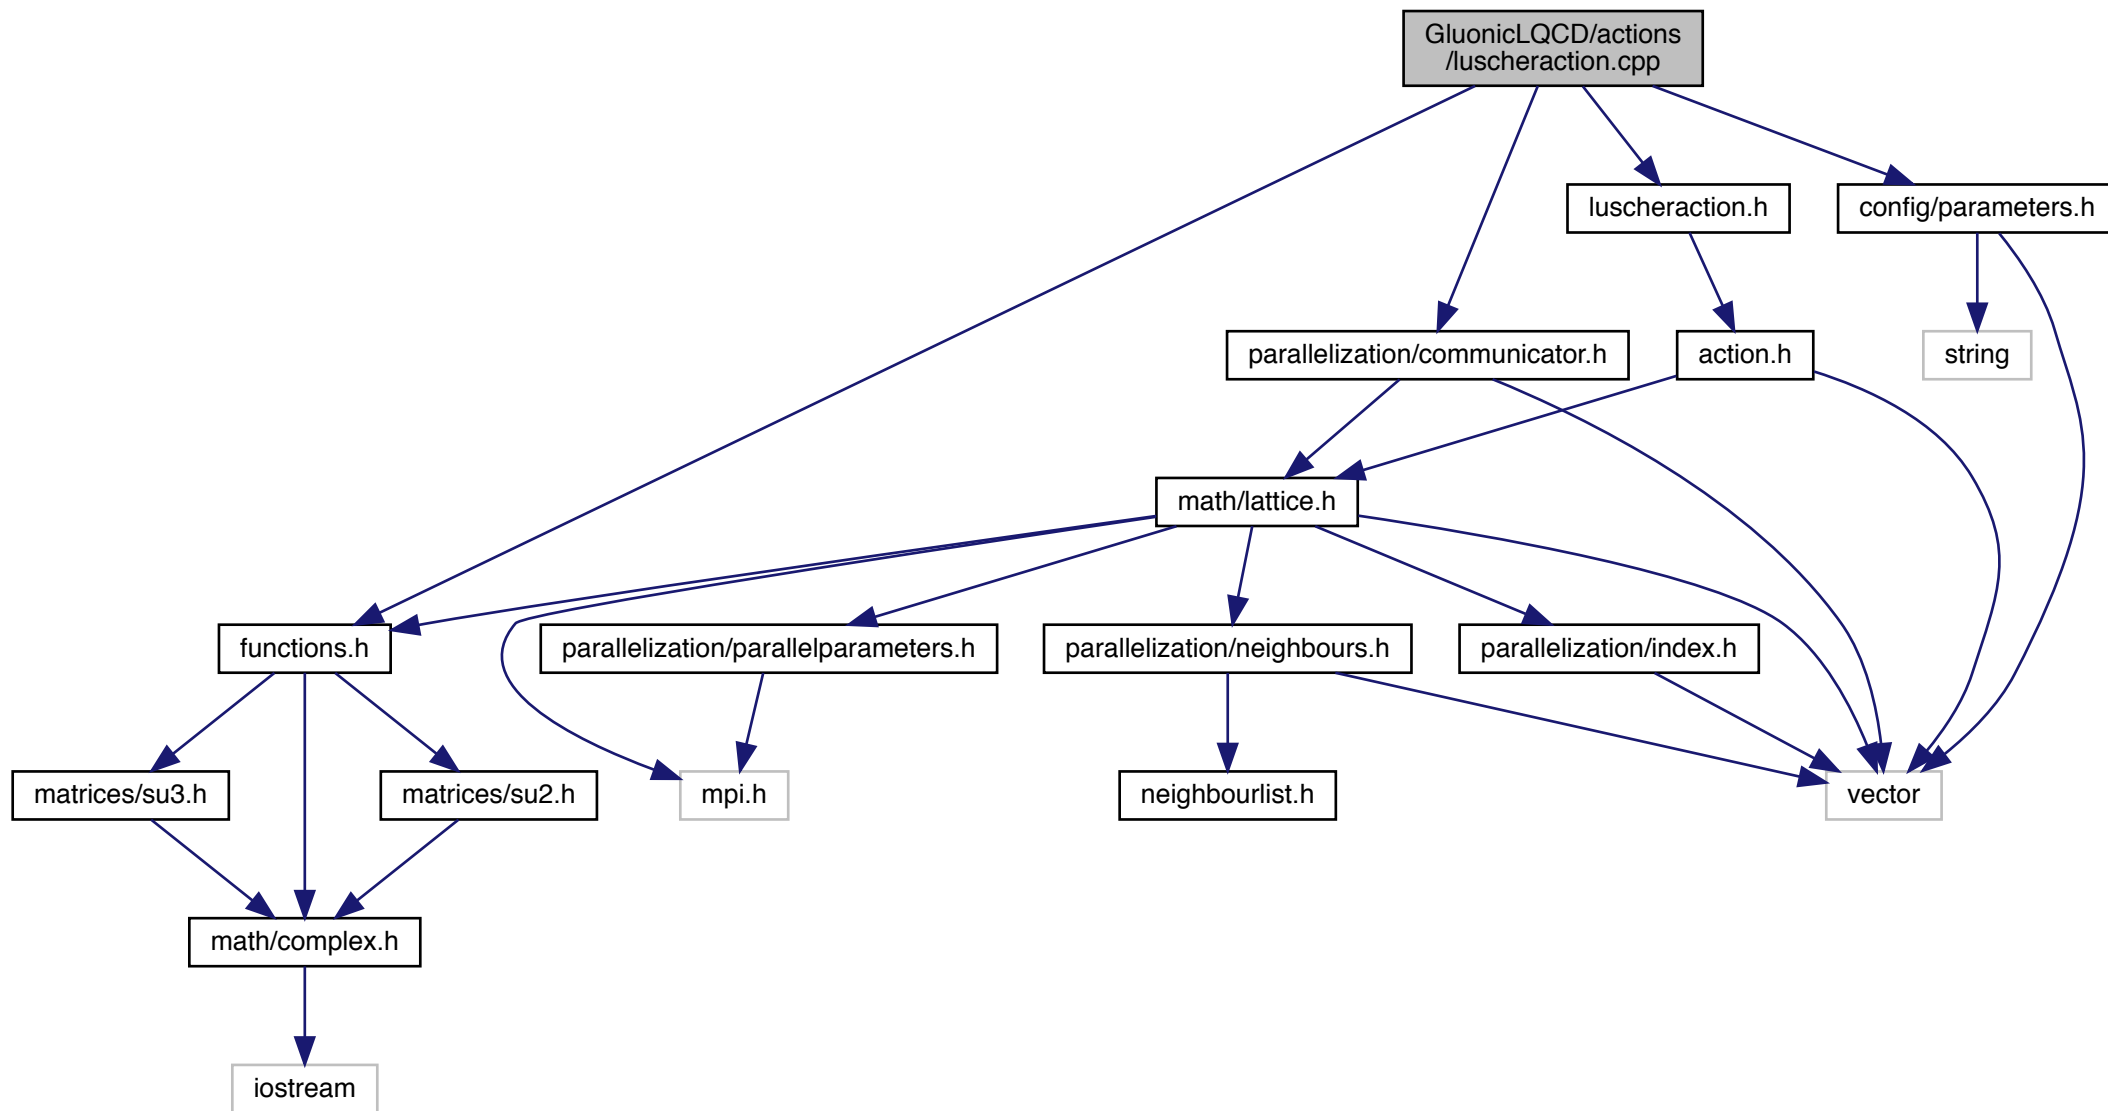 GluonicLQCD/actions
/luscheraction.cpp
luscheraction.h
config/parameters.h
parallelization/communicator.h
action.h
string
math/lattice.h
functions.h
parallelization/parallelparameters.h
parallelization/neighbours.h
parallelization/index.h
matrices/su3.h
matrices/su2.h
mpi.h
neighbourlist.h
vector
math/complex.h
iostream